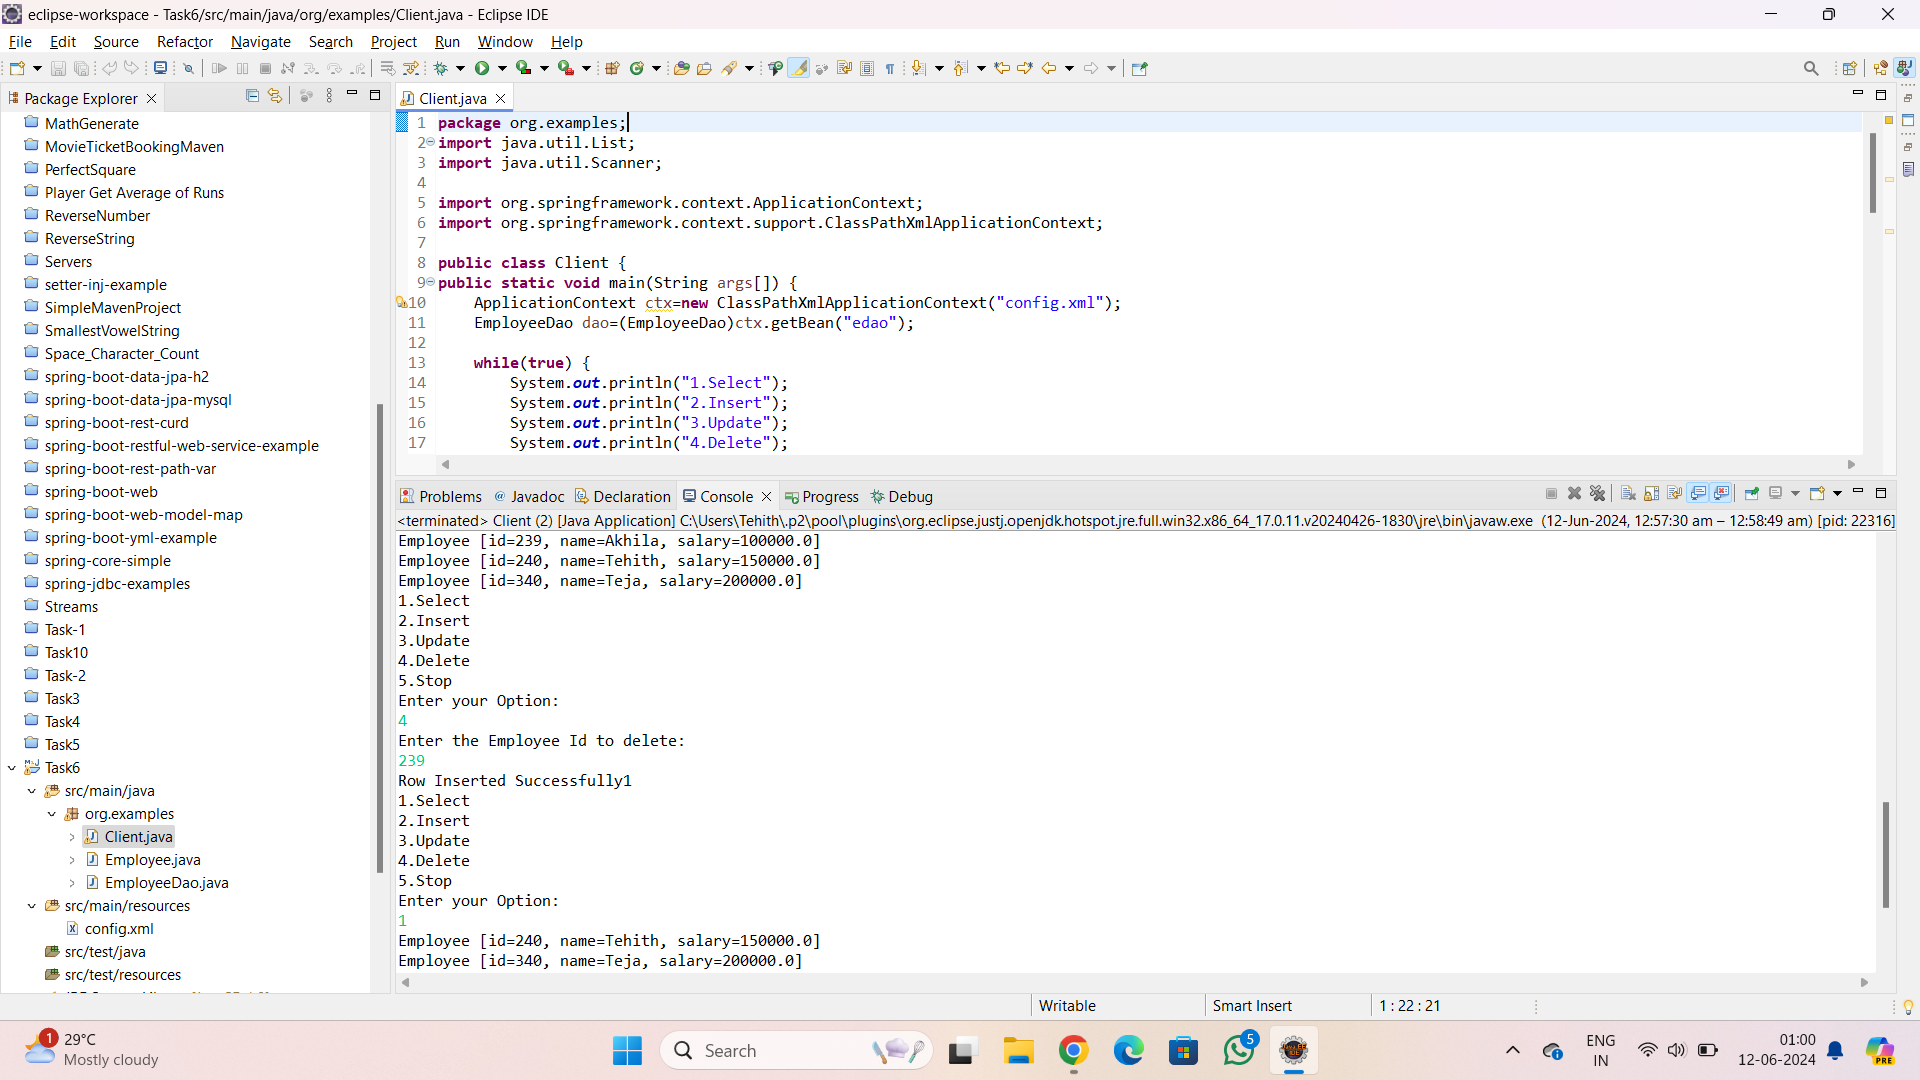 eclipse-workspace - Task6/src/main/java/org/examples/Client.java - Eclipse IDE
File Edit Source Refactor Navigate Search Project Run Window Help
Package Explorer
MathGenerate
MovieTicketBookingMaven
PerfectSquare
Player Get Average of Runs
ReverseNumber
ReverseString
Servers
setter-inj-example
SimpleMavenProject
SmallestVowelString
Space_Character_Count
spring-boot-data-jpa-h2
spring-boot-data-jpa-mysql
spring-boot-rest-curd
spring-boot-restful-web-service-example
spring-boot-rest-path-var
spring-boot-web
spring-boot-web-model-map
spring-boot-yml-example
spring-core-simple
spring-jdbc-examples
Streams
Task-1
Task10
Task-2
Task3
Task4
Task5
Task6
src/main/java
org.examples
Client.java
Employee.java
EmployeeDao.java
src/main/resources
config.xml
src/test/java
src/test/resources
Client.java
1 package org.examples;
2 import java.util.List;
3 import java.util.Scanner;
4
5 import org.springframework.context.ApplicationContext;
6 import org.springframework.context.support.ClassPathXmlApplicationContext;
7
8 public class Client {
9 public static void main(String args[]) {
10 ApplicationContext ctx=new ClassPathXmlApplicationContext("config.xml");
11 EmployeeDao dao=(EmployeeDao)ctx.getBean("edao");
12
13 while(true) {
14 System.out.println("1.Select");
15 System.out.println("2.Insert");
16 System.out.println("3.Update");
17 System.out.println("4.Delete");
Problems Javadoc Declaration Console Progress Debug
<terminated> Client (2) [Java Application] C:\Users\Tehith\.p2\pool\plugins\org.eclipse.justj.openjdk.hotspot.jre.full.win32.x86_64_17.0.11.v20240426-1830\jre\bin\javaw.exe (12-Jun-2024, 12:57:30 am – 12:58:49 am) [pid: 22316]
Employee [id=239, name=Akhila, salary=100000.0]
Employee [id=240, name=Tehith, salary=150000.0]
Employee [id=340, name=Teja, salary=200000.0]
1.Select
2.Insert
3.Update
4.Delete
5.Stop
Enter your Option:
4
Enter the Employee Id to delete:
239
Row Inserted Successfully1
1.Select
2.Insert
3.Update
4.Delete
5.Stop
Enter your Option:
1
Employee [id=240, name=Tehith, salary=150000.0]
Employee [id=340, name=Teja, salary=200000.0]
Writable Smart Insert 1 : 22 : 21
1
29°C
Mostly cloudy
Search
5
ENG
IN
01:00
12-06-2024
PRE